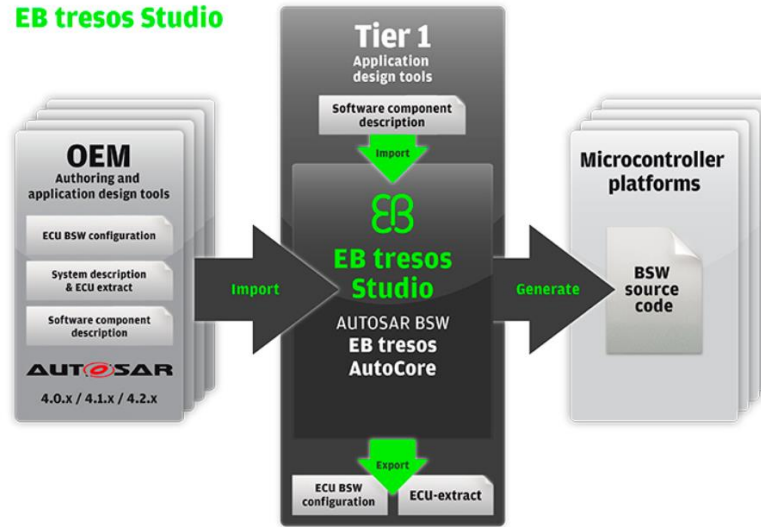 EB tresos Studio
OEM
Authoring and
application design tools
ECU BSW configuration
System description
& ECU extract
Software component
description
AUTOSAR
4.0.x / 4.1.x / 4.2.x
Import
Tier 1
Application
design tools
Software component
description
Import
EB
EB tresos
Studio
AUTOSAR BSW
EB tresos
AutoCore
Export
ECU BSW
configuration
ECU-extract
Generate
Microcontroller
platforms
BSW
source
code